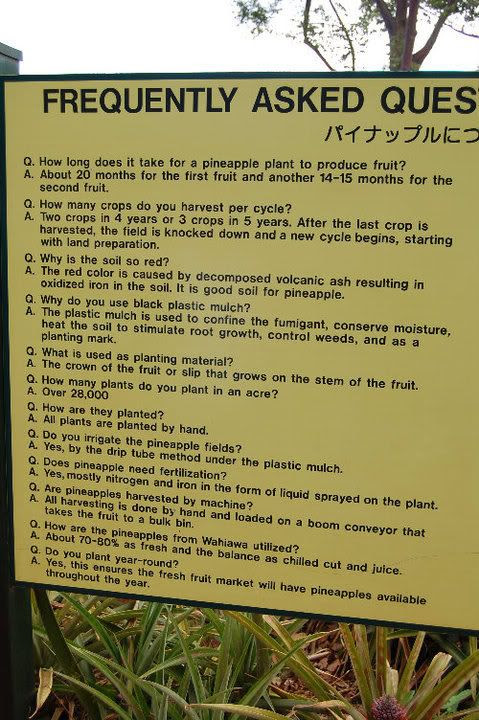 FREQUENTLY ASKED QUES
パイナップルにつ
Q. How long does it take for a pineapple plant to produce fruit?
A. About 20 months for the first fruit and another 14-15 months for the
second fruit.
Q. How many crops do you harvest per cycle?
A. Two crops in 4 years or 3 crops in 5 years. After the last crop is
harvested, the field is knocked down and a new cycle begins, starting
with land preparation.
Q. Why is the soil so red?
A. The red color is caused by decomposed volcanic ash resulting in
oxidized iron in the soil. It is good soil for pineapple.
Q. Why do you use black plastic mulch?
A. The plastic mulch is used to confine the fumigant, conserve moisture,
heat the soil to stimulate root growth, control weeds, and as a
planting mark.
Q. What is used as planting material?
A. The crown of the fruit or slip that grows on the stem of the fruit.
Q. How many plants do you plant in an acre?
A. Over 28,000
Q. How are they planted?
A. All plants are planted by hand.
Q. Do you irrigate the pineapple fields?
A. Yes, by the drip tube method under the plastic mulch.
Q. Does pineapple need fertilization?
A. Yes, mostly nitrogen and iron in the form of liquid sprayed on the plant.
Q. Are pineapples harvested by machine?
A. All harvesting is done by hand and loaded on a boom conveyor that
takes the fruit to a bulk bin.
Q. How are the pineapples from Wahiawa utilized?
A. About 70-80% as fresh and the balance as chilled cut and juice.
Q. Do you plant year-round?
A. Yes, this ensures the fresh fruit market will have pineapples available
throughout the year.